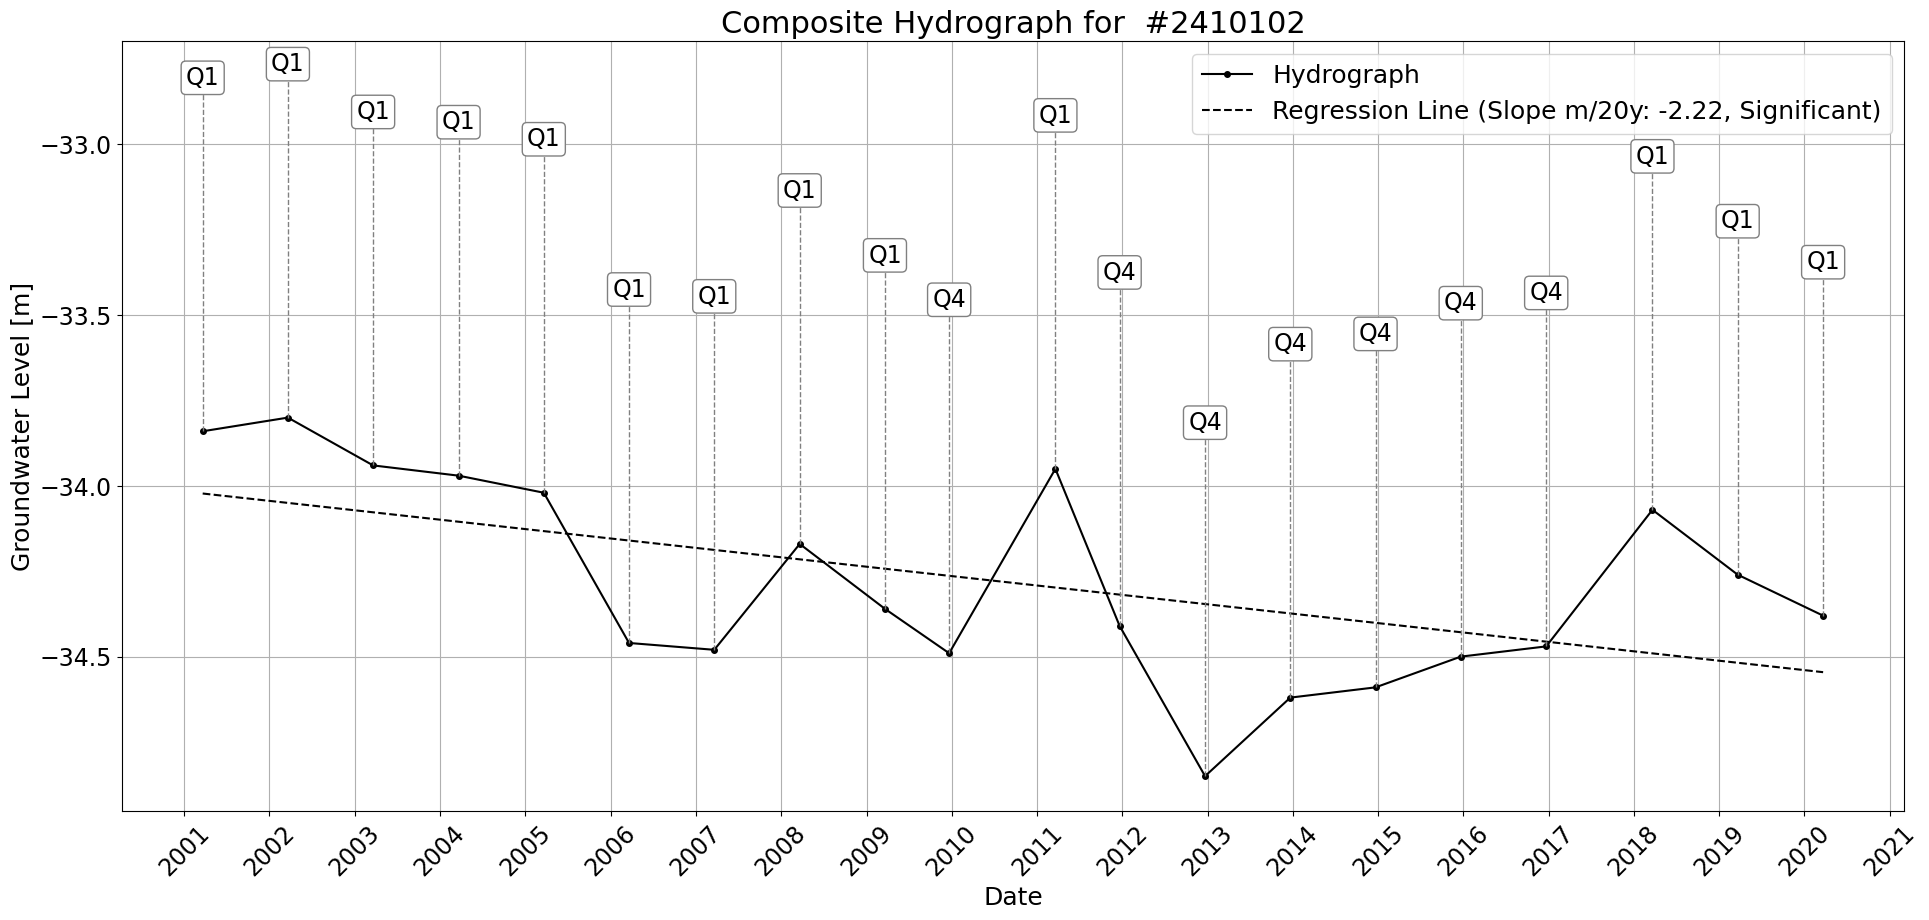 Composite Hydrograph for  #2410102
Hydrograph
Regression Line (Slope m/20y: -2.22, Significant)
Q1
Q1
Q1
Q1
Q1
Q1
Q1
Q1
Q1
Q4
Q1
Q4
Q4
Q4
Q4
Q4
Q4
Q1
Q1
Q1
Groundwater Level [m]
−33.0
−33.5
−34.0
−34.5
2001
2002
2003
2004
2005
2006
2007
2008
2009
2010
2011
2012
2013
2014
2015
2016
2017
2018
2019
2020
2021
Date